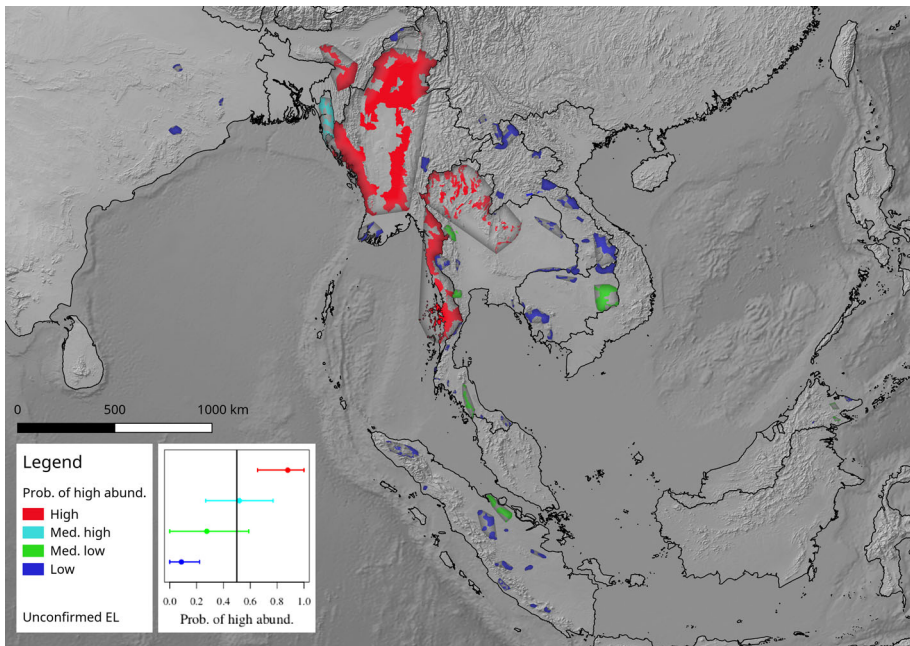 0 500 1000 km
Legend
Prob. of high abund.
High
Med. high
Med. low
Low
Unconfirmed EL
0.0 0.2 0.4 0.6 0.8 1.0
Prob. of high abund.